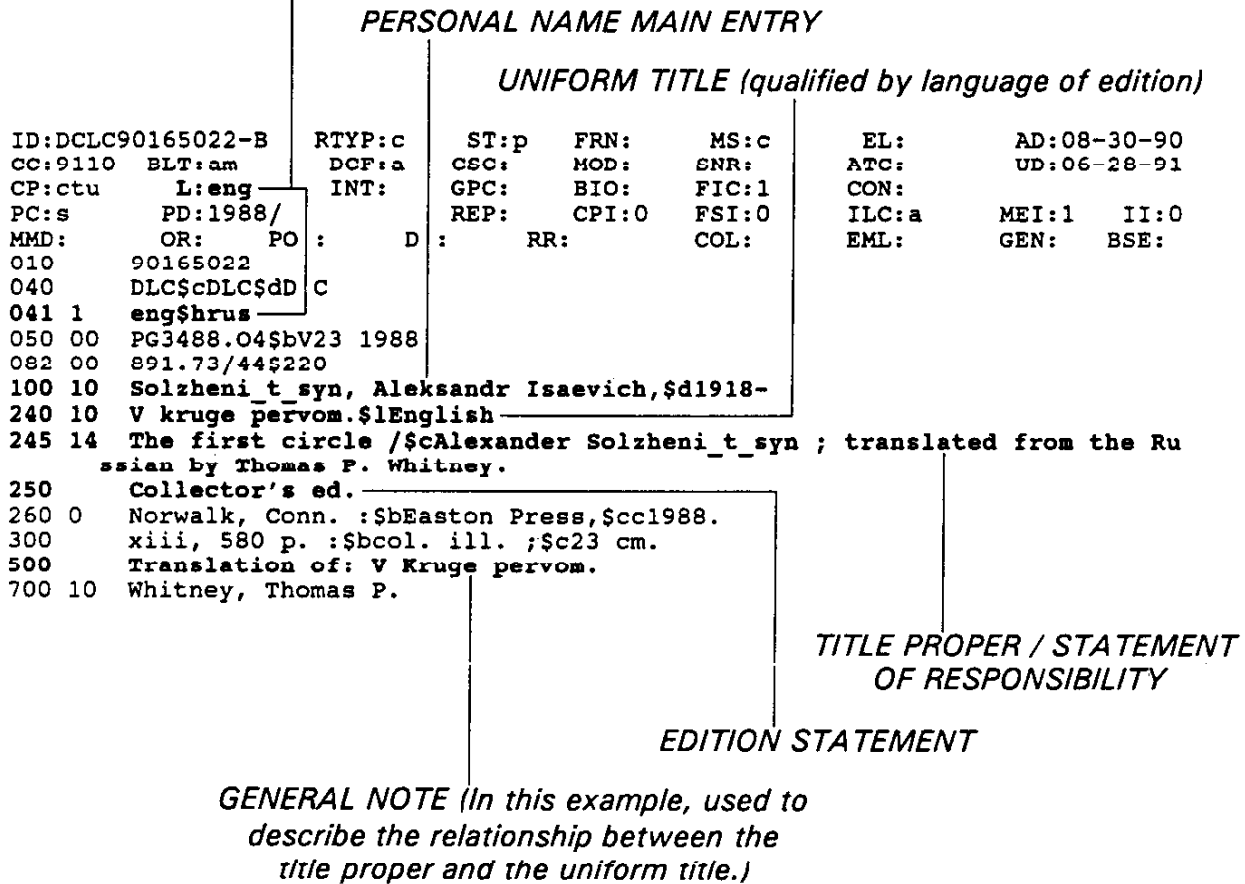 PERSONAL NAME MAIN ENTRY
UNIFORM TITLE (qualified by language of edition)
ID:DCLC90165022-B RTYP:c ST:p FRN: MS:c EL: AD:08-30-90
CC:9110 BLT:am DCF:a CSC: MOD: SNR: ATC: UD:06-28-91
CP:ctu L:eng INT: GPC: BIO: FIC:1 CON:
PC:s PD:1988/ REP: CPI:0 FSI:0 ILC:a MEI:1 II:0
MMD: OR: PO : D : RR: COL: EML: GEN: BSE:
010 90165022
040 DLC$cDLC$dD C
041 1 eng$hrus
050 00 PG3488.O4$bV23 1988
082 00 891.73/44$220
100 10 Solzheni_t_syn, Aleksandr Isaevich,$d1918-
240 10 V kruge pervom.$lEnglish
245 14 The first circle /$cAlexander Solzheni_t_syn ; translated from the Ru
ssian by Thomas P. Whitney.
250 Collector's ed.
260 0 Norwalk, Conn. :$bEaston Press,$cc1988.
300 xiii, 580 p. :$bcol. ill. ;$c23 cm.
500 Translation of: V Kruge pervom.
700 10 Whitney, Thomas P.
TITLE PROPER / STATEMENT
OF RESPONSIBILITY
EDITION STATEMENT
GENERAL NOTE (In this example, used to
describe the relationship between the
title proper and the uniform title.)